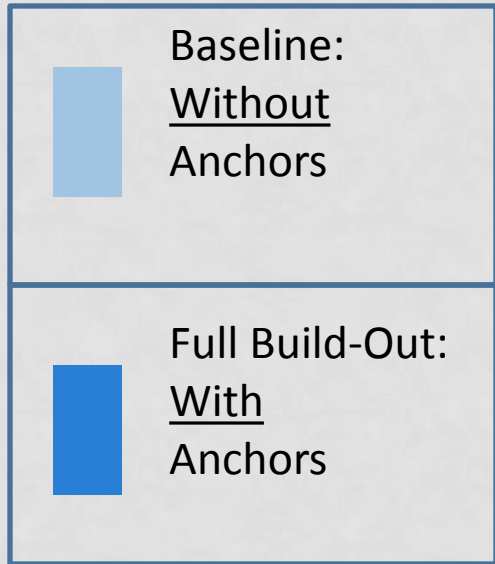 Baseline:
Without
Anchors
Full Build-Out:
With
Anchors